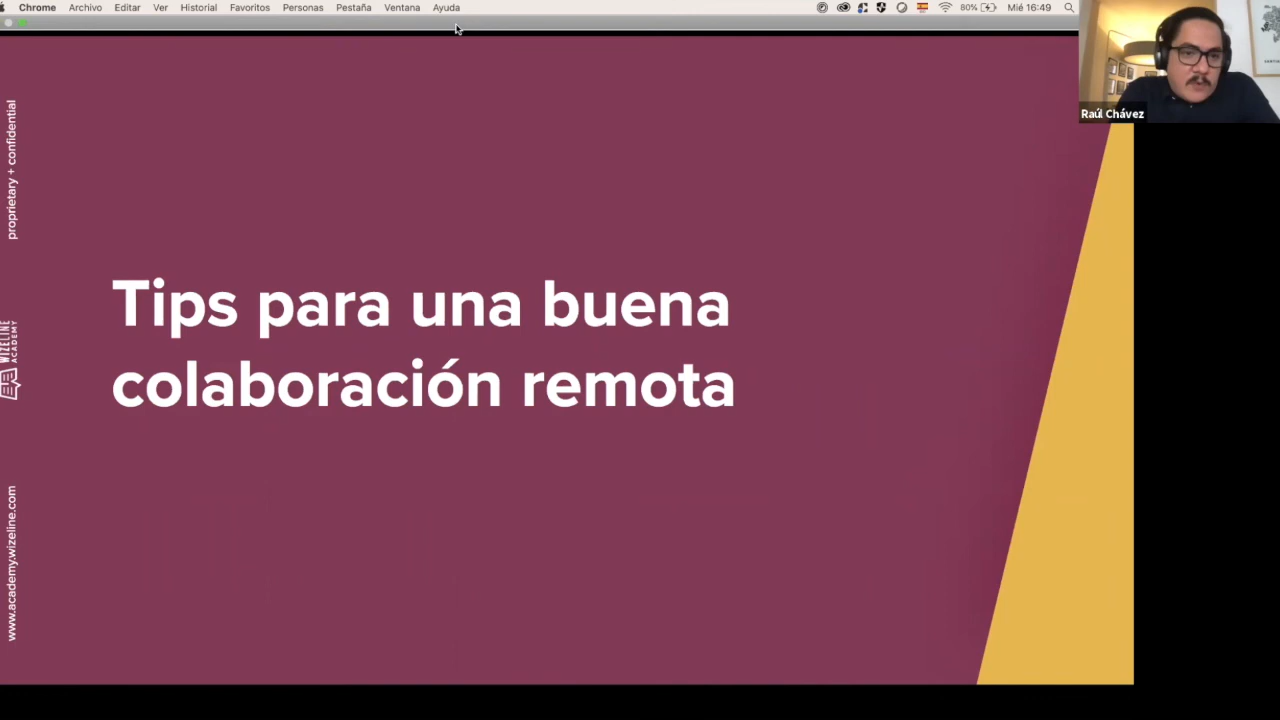 Chrome Archivo Editar Ver Historial Favoritos Personas Pestaña Ventana Ayuda 80% Mié 16:49
Raúl Chávez
proprietary + confidential
Tips para una buena
colaboración remota
WIZELINE
ACADEMY
www.academy.wizeline.com